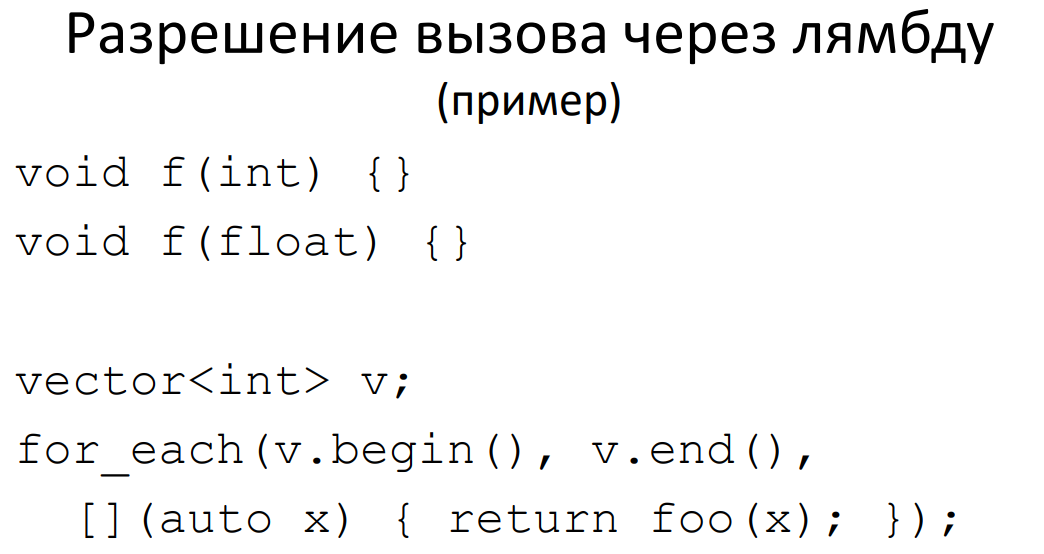 Разрешение вызова через лямбду
(пример)
void f(int) {}
void f(float) {}
vector<int> v;
for_each(v.begin(), v.end(),
[](auto x) { return foo(x); });